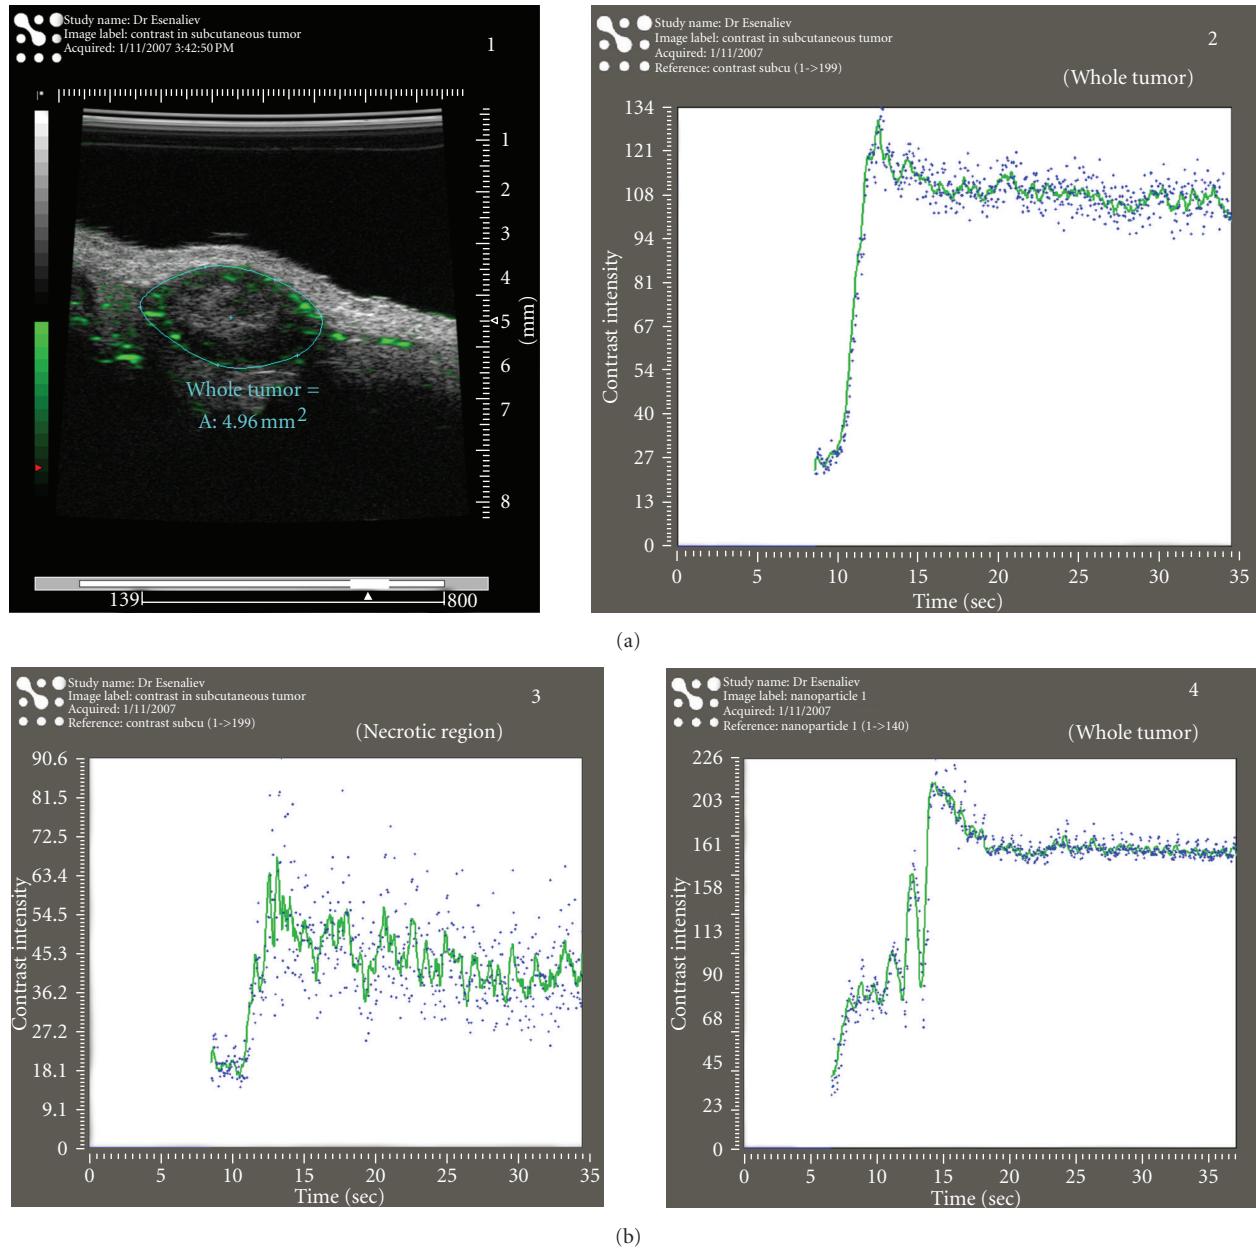 Study name: Dr Esenaliev
Image label: contrast in subcutaneous tumor
Acquired: 1/11/2007 3:42:50 PM
1
1
2
3
4
5
6
7
8
(mm)
Whole tumor =
A: 4.96 mm2
139
800
Study name: Dr Esenaliev
Image label: contrast in subcutaneous tumor
Acquired: 1/11/2007
Reference: contrast subcu (1->199)
2
(Whole tumor)
134
121
108
94
81
67
54
40
27
13
0
Contrast intensity
0 5 10 15 20 25 30 35
Time (sec)
(a)
Study name: Dr Esenaliev
Image label: contrast in subcutaneous tumor
Acquired: 1/11/2007
Reference: contrast subcu (1->199)
3
(Necrotic region)
90.6
81.5
72.5
63.4
54.5
45.3
36.2
27.2
18.1
9.1
0
Contrast intensity
0 5 10 15 20 25 30 35
Time (sec)
Study name: Dr Esenaliev
Image label: nanoparticle 1
Acquired: 1/11/2007
Reference: nanoparticle 1 (1->140)
4
(Whole tumor)
226
203
161
158
113
90
68
45
23
0
Contrast intensity
0 5 10 15 20 25 30 35
Time (sec)
(b)